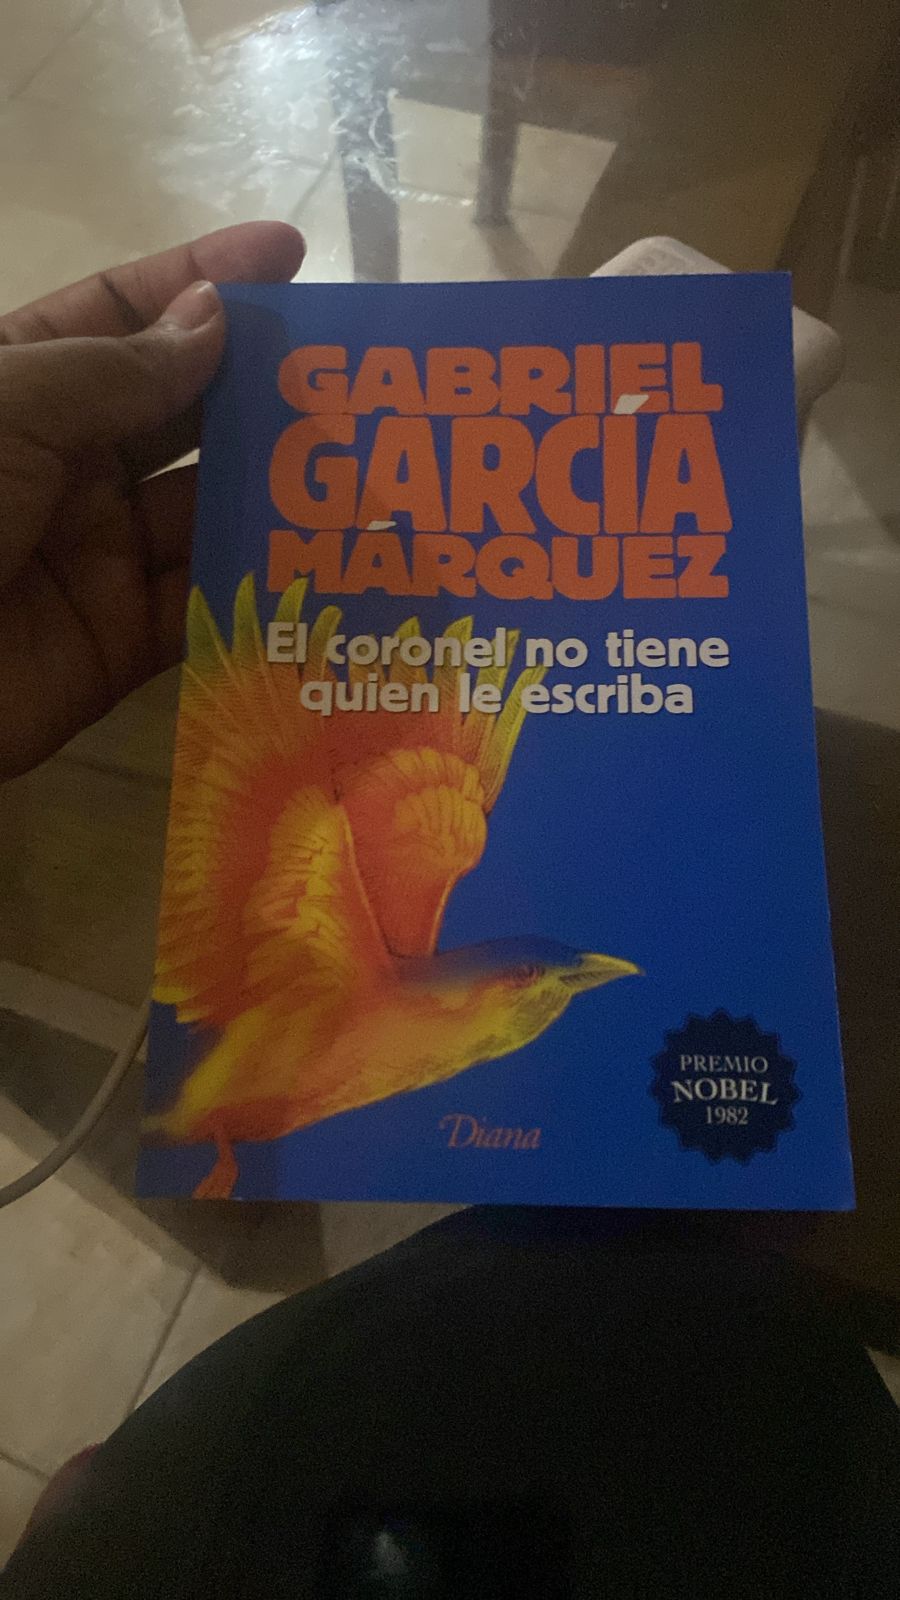 GABRIEL
GARCÍA
MÁRQUEZ
El coronel no tiene
quien le escriba
Diana
PREMIO
NOBEL
1982